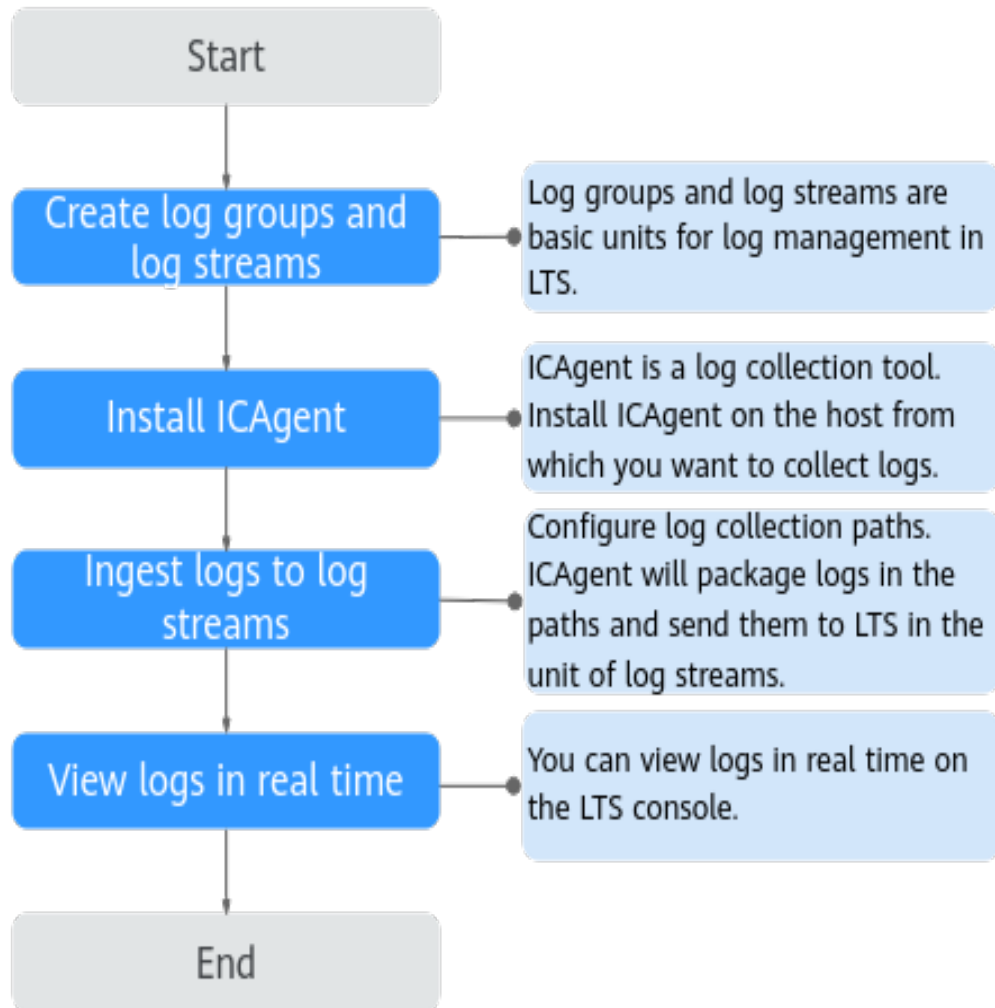 Start
Create log groups and
log streams
Log groups and log streams are
basic units for log management in
LTS.
Install ICAgent
ICAgent is a log collection tool.
Install ICAgent on the host from
which you want to collect logs.
Ingest logs to log
streams
Configure log collection paths.
ICAgent will package logs in the
paths and send them to LTS in the
unit of log streams.
View logs in real time
You can view logs in real time on
the LTS console.
End